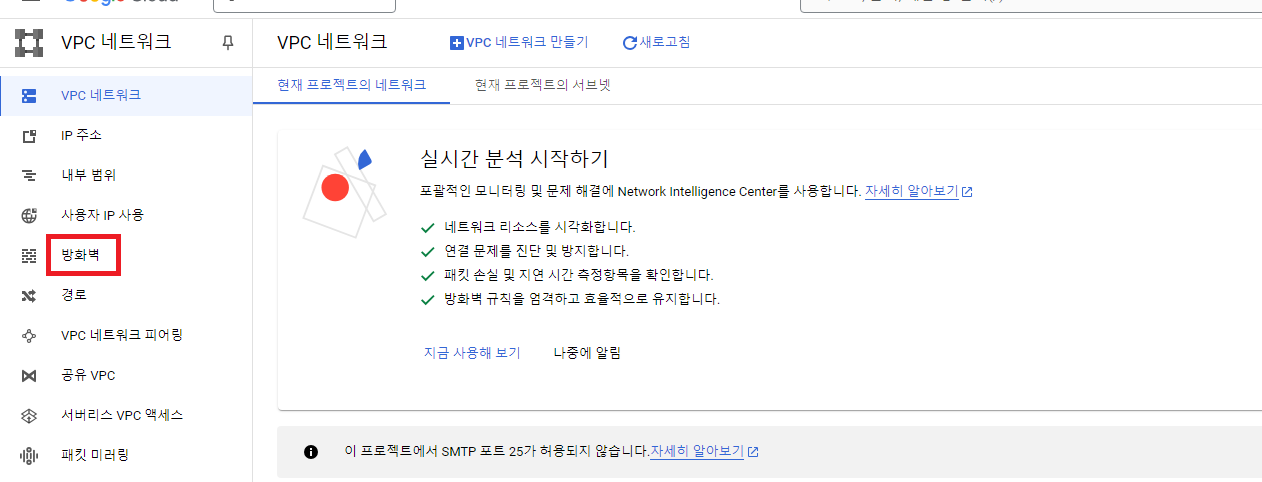 VPC 네트워크
VPC 네트워크
IP 주소
내부 범위
사용자 IP 사용
방화벽
경로
VPC 네트워크 피어링
공유 VPC
서버리스 VPC 액세스
패킷 미러링
VPC 네트워크
VPC 네트워크 만들기
새로고침
현재 프로젝트의 네트워크
현재 프로젝트의 서브넷
실시간 분석 시작하기
포괄적인 모니터링 및 문제 해결에 Network Intelligence Center를 사용합니다. 자세히 알아보기
네트워크 리소스를 시각화합니다.
연결 문제를 진단 및 방지합니다.
패킷 손실 및 지연 시간 측정항목을 확인합니다.
방화벽 규칙을 엄격하고 효율적으로 유지합니다.
지금 사용해 보기
나중에 알림
이 프로젝트에서 SMTP 포트 25가 허용되지 않습니다.자세히 알아보기